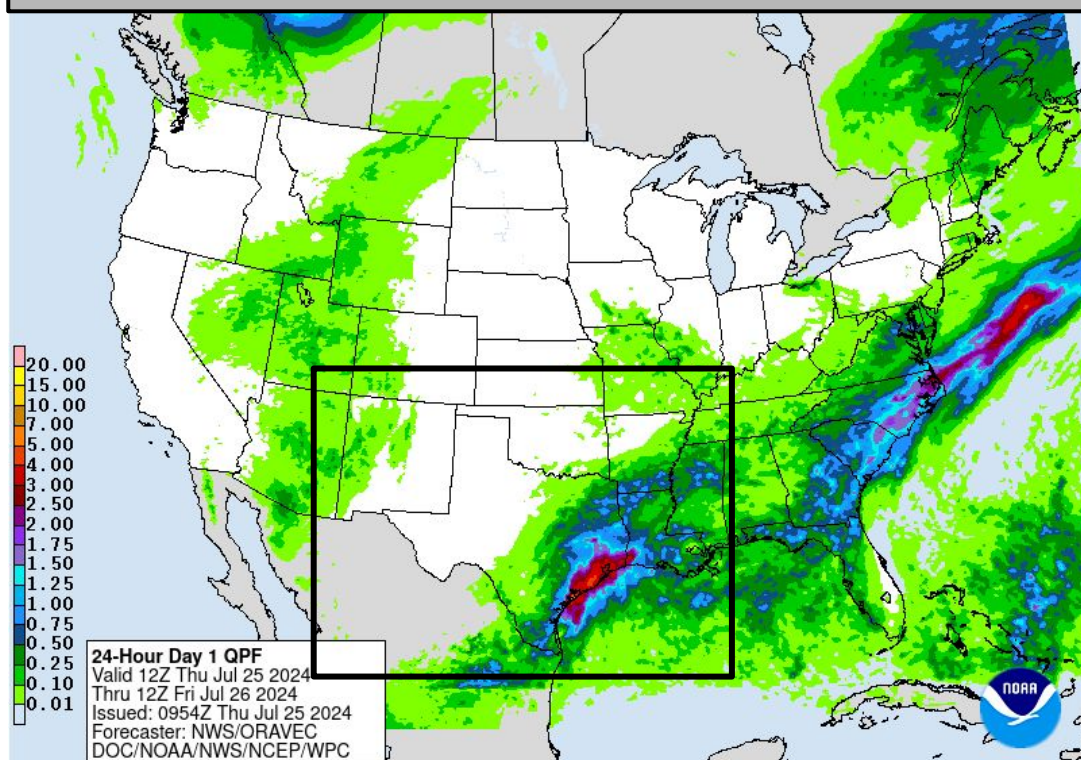 20.00
15.00
10.00
7.00
5.00
4.00
3.00
2.50
2.00
1.75
1.50
1.25
1.00
0.75
0.50
0.25
0.10
0.01
24-Hour Day 1 QPF
Valid 12Z Thu Jul 25 2024
Thru 12Z Fri Jul 26 2024
Issued: 0954Z Thu Jul 25 2024
Forecaster: NWS/ORAVEC
DOC/NOAA/NWS/NCEP/WPC
NOAA